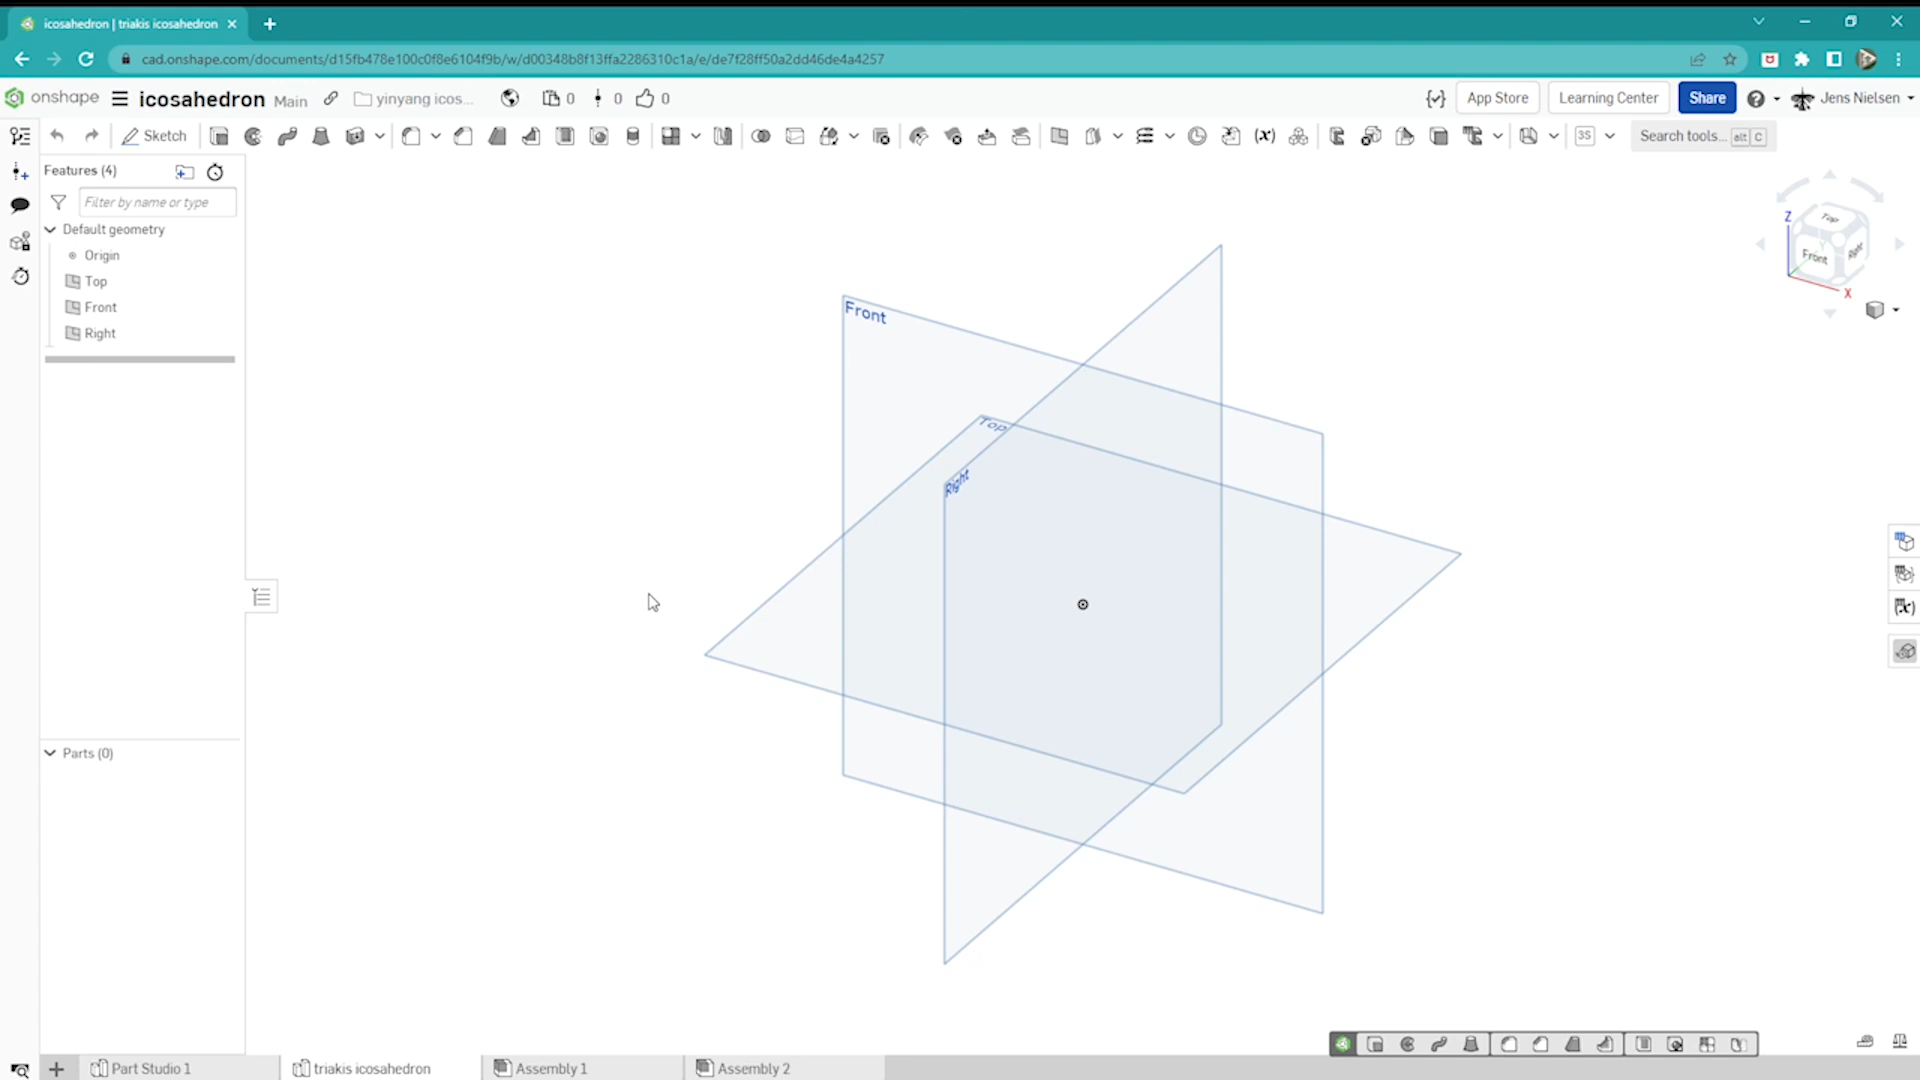 icosahedron | triakis icosahedron
cad.onshape.com/documents/d15fb478e100c0f8e6104f9b/w/d00348b8f13ffa2286310c1a/e/de7f28ff50a2dd46de4a4257
onshape icosahedron Main yinyang icos... 0 0 0 App Store Learning Center Share Jens Nielsen
Sketch (x) 3S Search tools... alt C
Features (4)
Filter by name or type
Default geometry
Origin
Top
Front
Right
Parts (0)
Front
Top
Right
Z
Top
Front
Right
Y
X
(x)
Part Studio 1 triakis icosahedron Assembly 1 Assembly 2